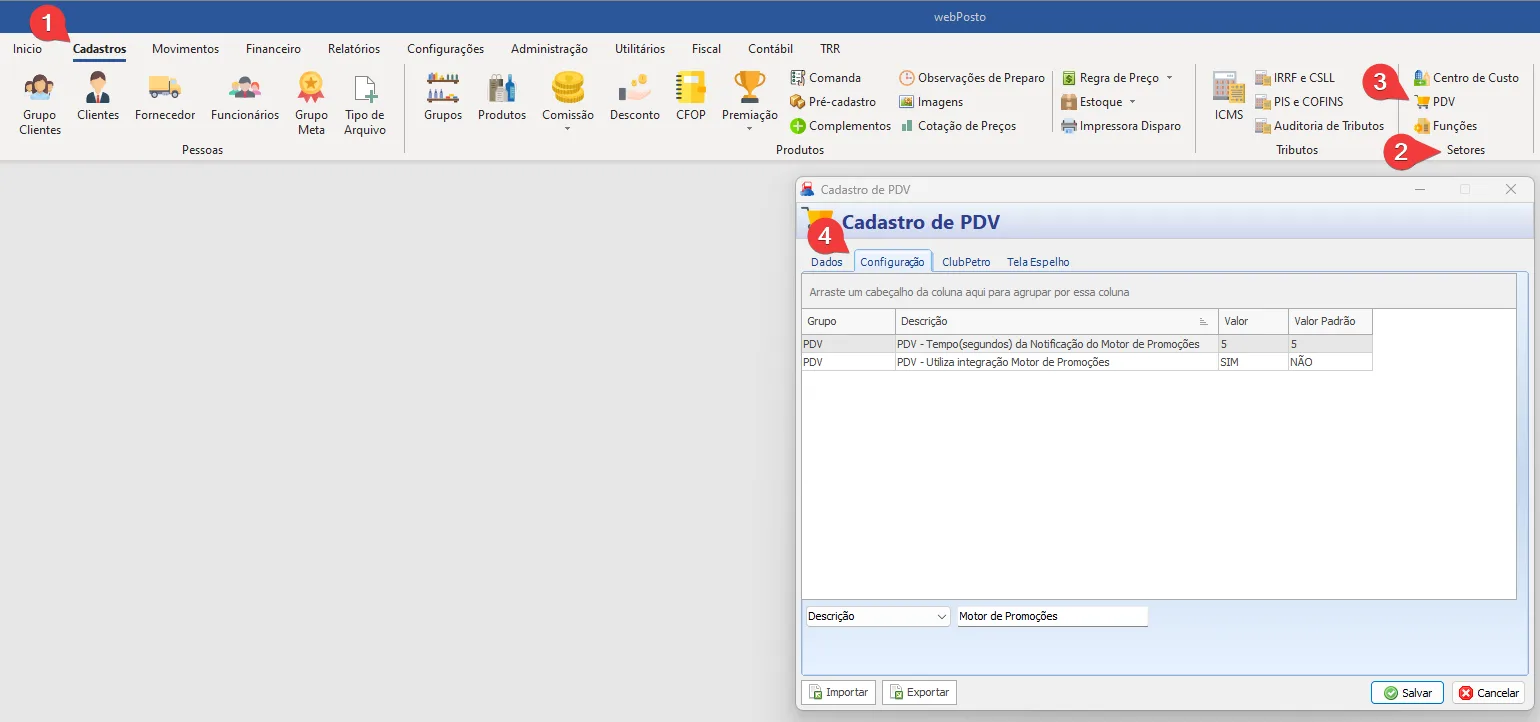 webPosto
1
Inicio Cadastros Movimentos Financeiro Relatórios Configurações Administração Utilitários Fiscal Contábil TRR
Grupo Clientes
Clientes
Fornecedor
Funcionários
Grupo Meta
Tipo de Arquivo
Pessoas
Grupos
Produtos
Comissão
Desconto
CFOP
Premiação
Comanda
Pré-cadastro
Complementos
Observações de Preparo
Imagens
Cotação de Preços
Regra de Preço
Estoque
Impressora Disparo
Produtos
ICMS
IRRF e CSLL
PIS e COFINS
Auditoria de Tributos
Tributos
3
Centro de Custo
PDV
Funções
2
Setores
Cadastro de PDV
Cadastro de PDV
4
Dados Configuração ClubPetro Tela Espelho
Arraste um cabeçalho da coluna aqui para agrupar por essa coluna
Grupo Descrição Valor Valor Padrão
PDV PDV - Tempo(segundos) da Notificação do Motor de Promoções 5 5
PDV PDV - Utiliza integração Motor de Promoções SIM NÃO
Descrição Motor de Promoções
Importar Exportar Salvar Cancelar